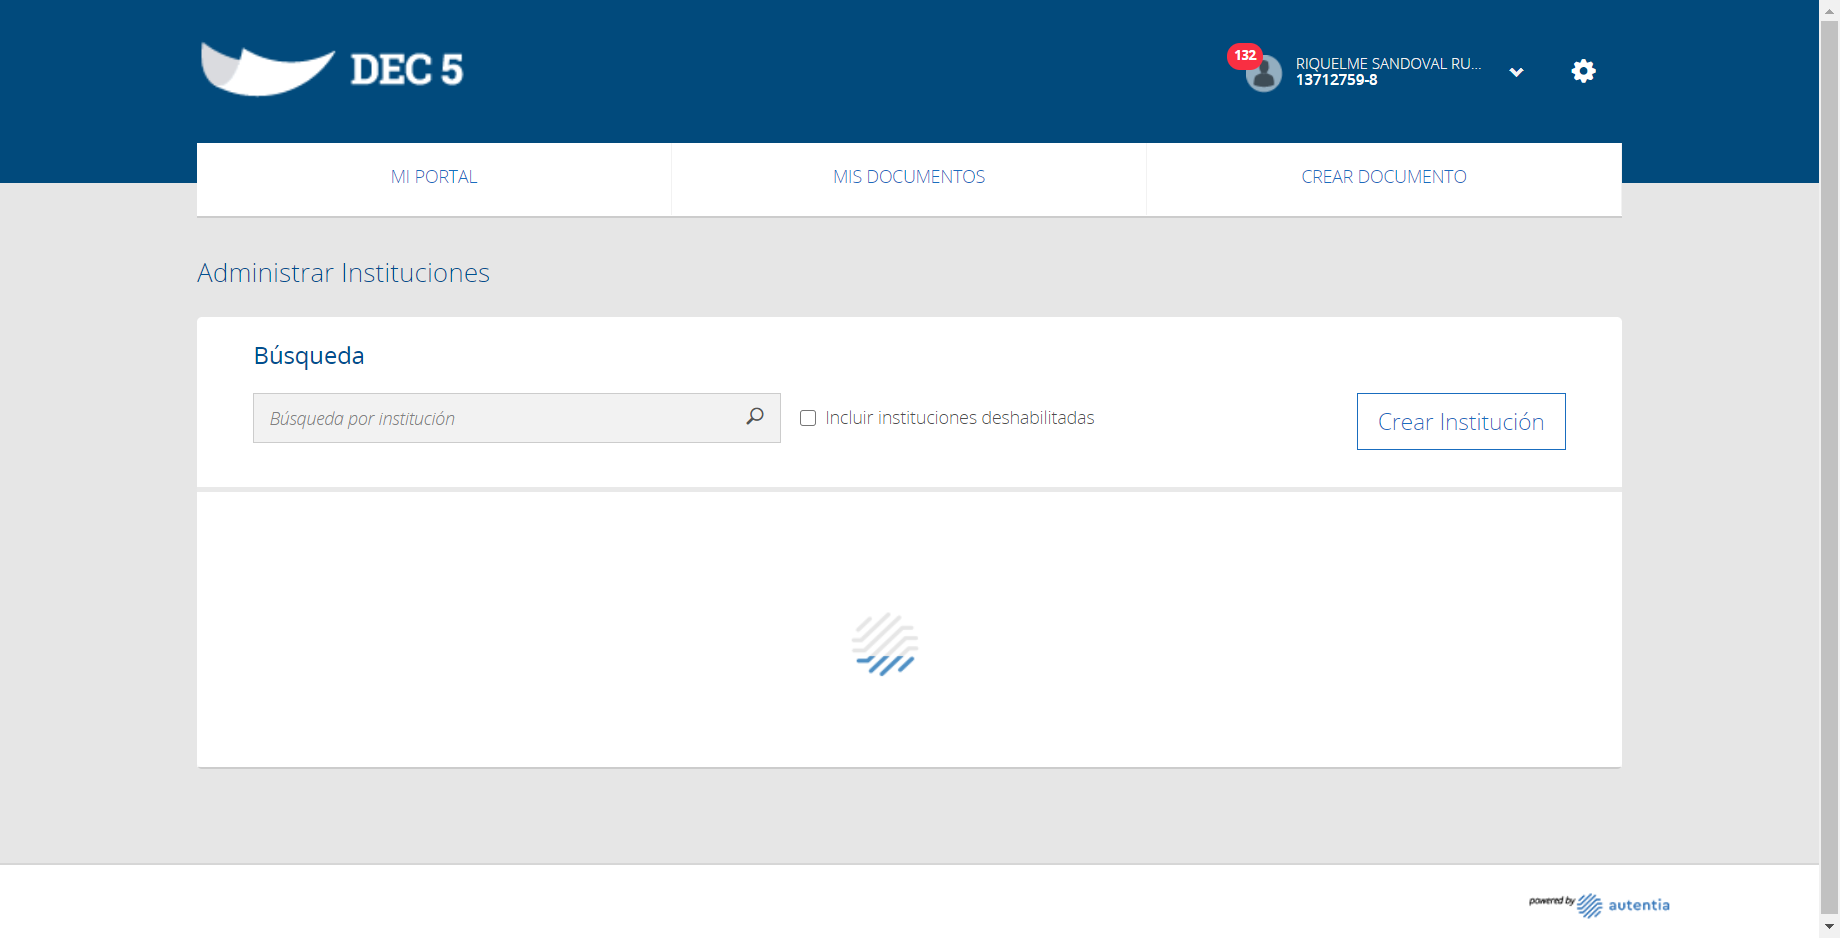 DEC 5
132
RIQUELME SANDOVAL RU...
13712759-8
MI PORTAL
MIS DOCUMENTOS
CREAR DOCUMENTO
Administrar Instituciones
Búsqueda
Búsqueda por institución
Incluir instituciones deshabilitadas
Crear Institución
powered by autentia